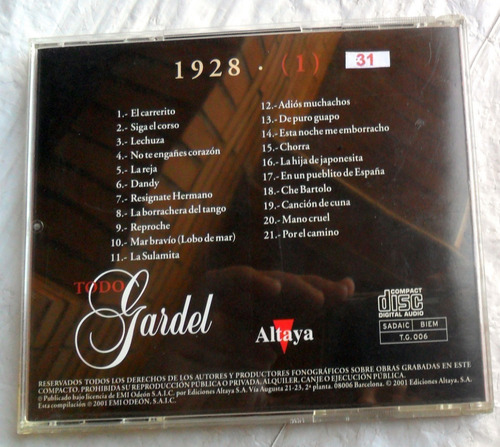 1928 · (1)
31
1.- El carrerito
2.- Siga el corso
3.- Lechuza
4.- No te engañes corazón
5.- La reja
6.- Dandy
7.- Resignate Hermano
8.- La borrachera del tango
9.- Reproche
10.- Mar bravío (Lobo de mar)
11.- La Sulamita
12.- Adiós muchachos
13.- De puro guapo
14.- Esta noche me emborracho
15.- Chorra
16.- La hija de japonesita
17.- En un pueblito de España
18.- Che Bartolo
19.- Canción de cuna
20.- Mano cruel
21.- Por el camino
TODO
Gardel
Altaya
COMPACT
disc
DIGITAL AUDIO
SADAIC BIEM
T.G. 006
RESERVADOS TODOS LOS DERECHOS DE LOS AUTORES Y PRODUCTORES FONOGRÁFICOS SOBRE OBRAS GRABADAS EN ESTE
COMPACTO. PROHIBIDA SU REPRODUCCIÓN PÚBLICA O PRIVADA, ALQUILER, CANJE O EJECUCIÓN PÚBLICA.
℗ Publicado bajo licencia de EMI Odeón S.A.I.C. por Ediciones Altaya S.A. Vía Augusta 21-23, 2ª planta. 08006 Barcelona. © 2001 Ediciones Altaya, S.A.
Esta compilación ℗ 2001 EMI ODEON, S.A.I.C.